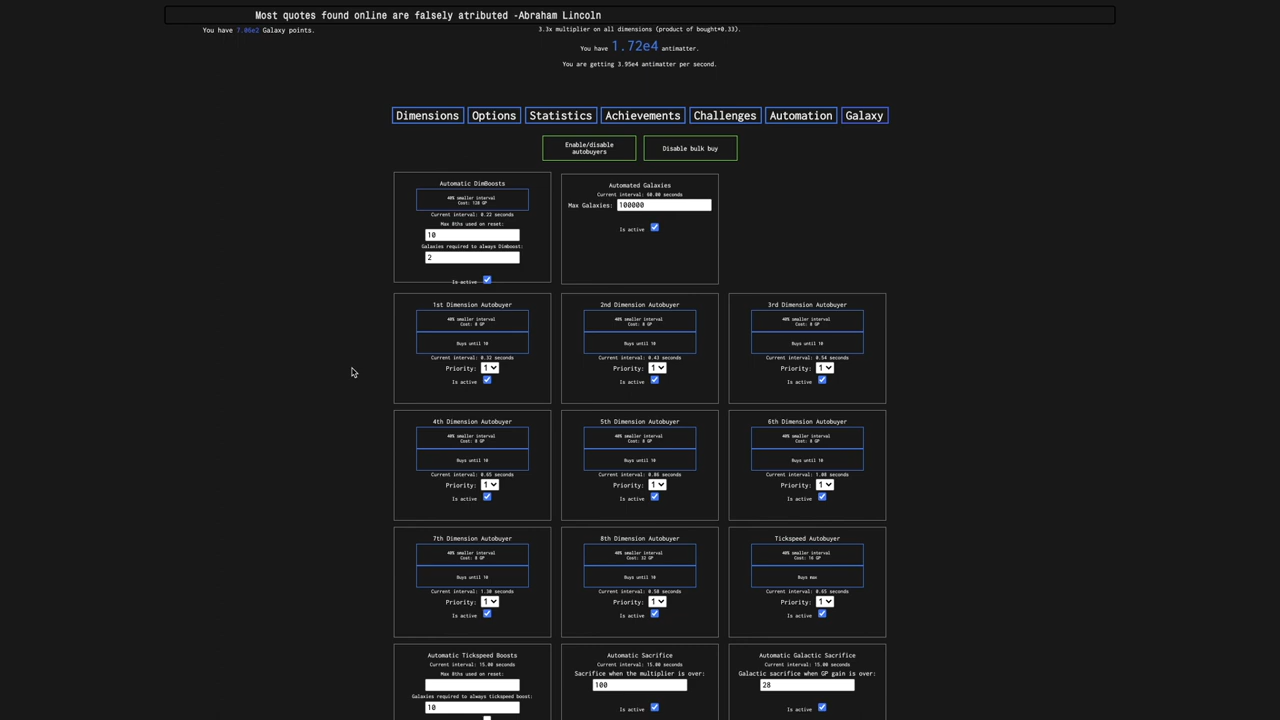 Most quotes found online are falsely atributed -Abraham Lincoln
You have 7.06e2 Galaxy points.
3.3x multiplier on all dimensions (product of bought*0.33).
You have 1.72e4 antimatter.
You are getting 3.95e4 antimatter per second.
Dimensions Options Statistics Achievements Challenges Automation Galaxy
Enable/disable autobuyers
Disable bulk buy
Automatic DimBoosts
40% smaller interval
Cost: 128 GP
Current interval: 0.22 seconds
Max 8ths used on reset:
10
Galaxies required to always Dimboost:
2
Is active
Automated Galaxies
Current interval: 60.00 seconds
Max Galaxies: 100000
Is active
1st Dimension Autobuyer
40% smaller interval
Cost: 8 GP
Buys until 10
Current interval: 0.32 seconds
Priority: 1
Is active
2nd Dimension Autobuyer
40% smaller interval
Cost: 8 GP
Buys until 10
Current interval: 0.43 seconds
Priority: 1
Is active
3rd Dimension Autobuyer
40% smaller interval
Cost: 8 GP
Buys until 10
Current interval: 0.54 seconds
Priority: 1
Is active
4th Dimension Autobuyer
40% smaller interval
Cost: 8 GP
Buys until 10
Current interval: 0.65 seconds
Priority: 1
Is active
5th Dimension Autobuyer
40% smaller interval
Cost: 8 GP
Buys until 10
Current interval: 0.86 seconds
Priority: 1
Is active
6th Dimension Autobuyer
40% smaller interval
Cost: 8 GP
Buys until 10
Current interval: 1.08 seconds
Priority: 1
Is active
7th Dimension Autobuyer
40% smaller interval
Cost: 8 GP
Buys until 10
Current interval: 1.30 seconds
Priority: 1
Is active
8th Dimension Autobuyer
40% smaller interval
Cost: 32 GP
Buys until 10
Current interval: 0.58 seconds
Priority: 1
Is active
Tickspeed Autobuyer
40% smaller interval
Cost: 16 GP
Buys max
Current interval: 0.65 seconds
Priority: 1
Is active
Automatic Tickspeed Boosts
Current interval: 15.00 seconds
Max 8ths used on reset:
Galaxies required to always tickspeed boost:
10
Automatic Sacrifice
Current interval: 15.00 seconds
Sacrifice when the multiplier is over:
100
Is active
Automatic Galactic Sacrifice
Current interval: 15.00 seconds
Galactic sacrifice when GP gain is over:
28
Is active